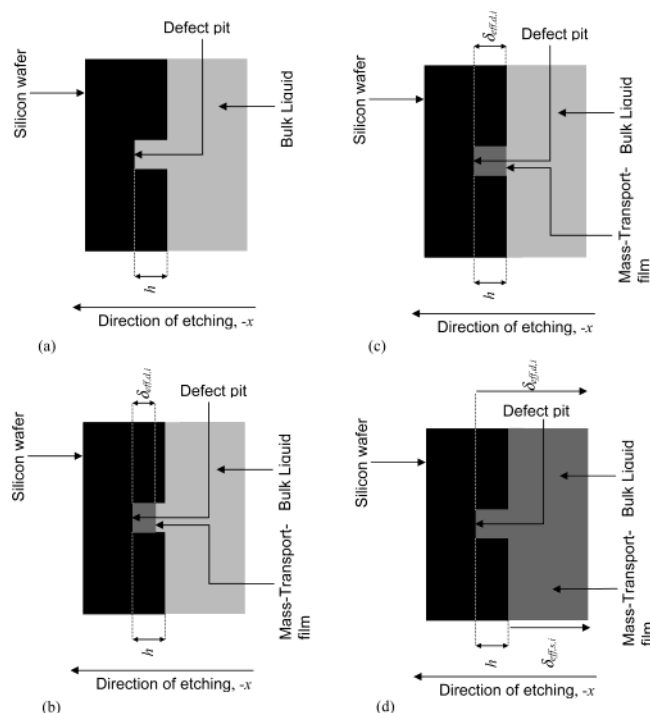 Defect pit
Silicon wafer
Bulk Liquid
h
Direction of etching, -x
(a)
δeff,d,i
Silicon wafer
Defect pit
Bulk Liquid
Mass-Transport-
film
h
Direction of etching, -x
(c)
δeff,d,i
Defect pit
Silicon wafer
Bulk Liquid
Mass-Transport-
film
h
Direction of etching, -x
(b)
δeff,d,i
Defect pit
Silicon wafer
Bulk Liquid
Mass-Transport-
film
h
δeff,s,i
Direction of etching, -x
(d)